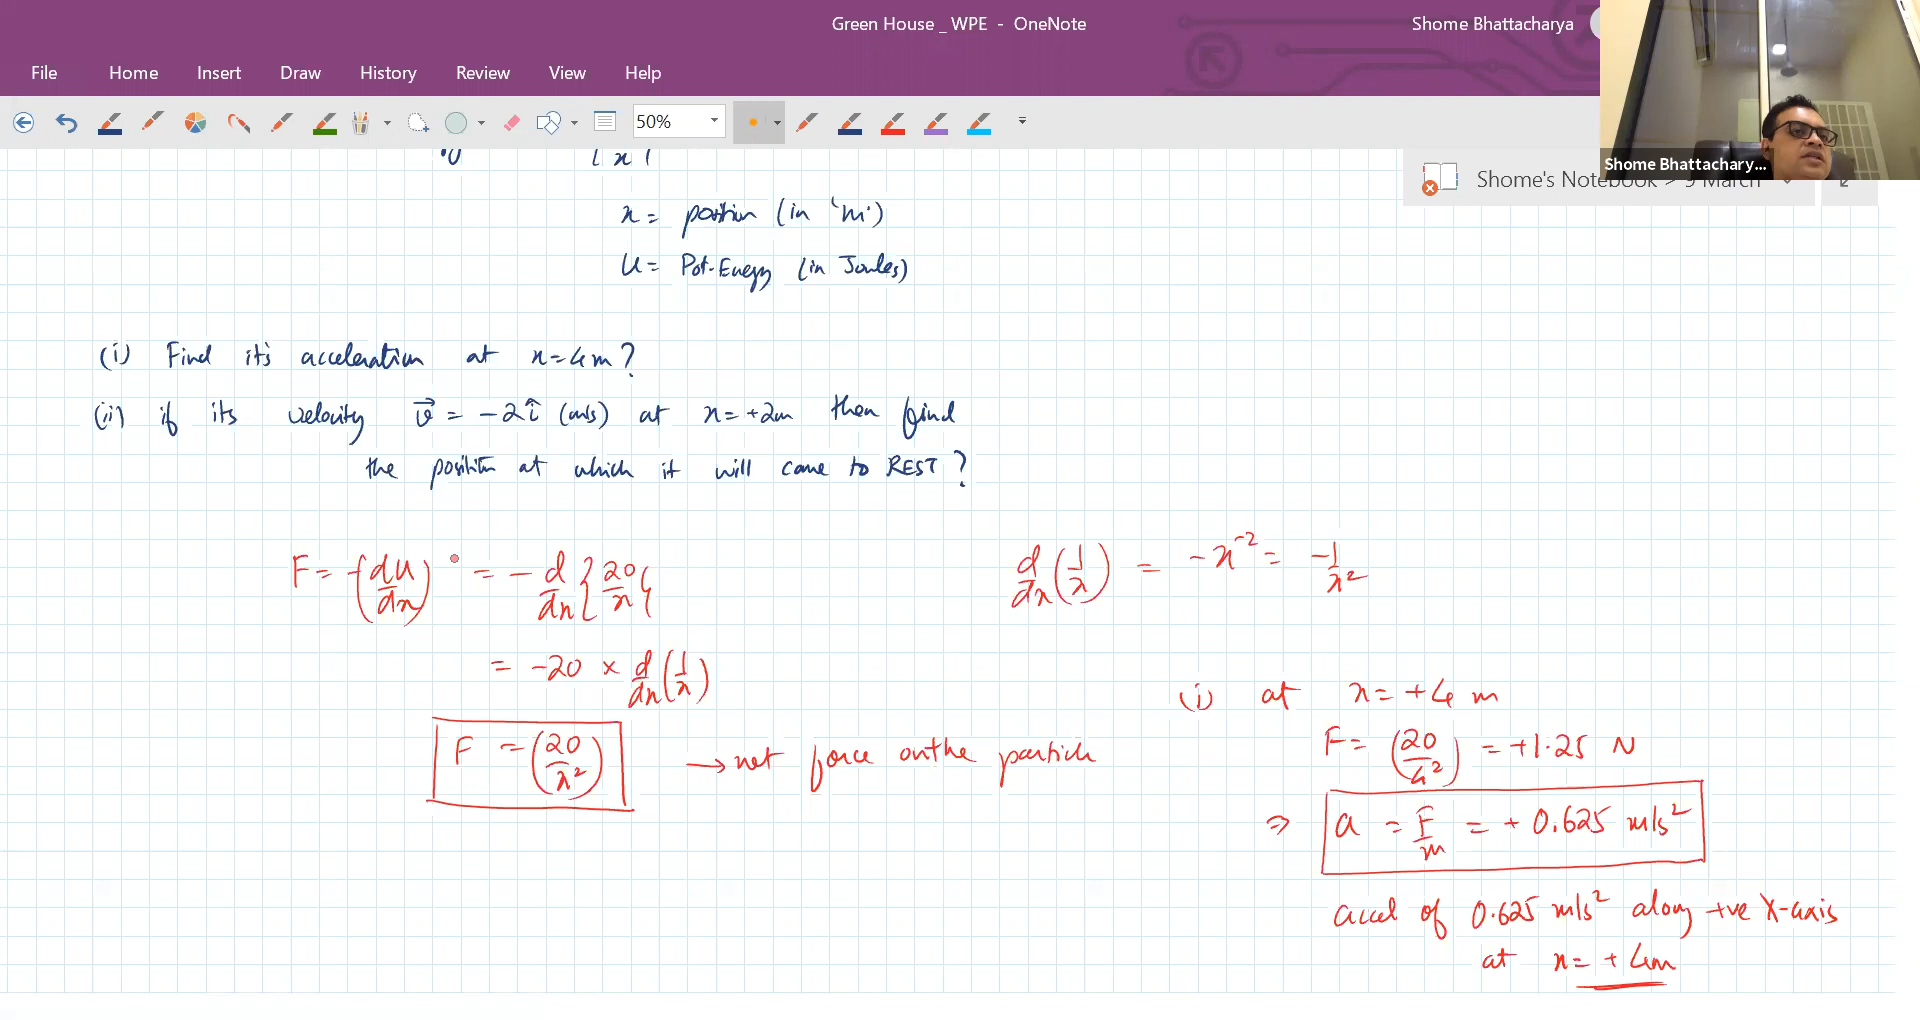 Green House _ WPE - OneNote
Shome Bhattacharya
File Home Insert Draw History Review View Help
50%
Shome Bhattachary...
Shome's Notebook > 9 March
x = position (in 'm')
U = Pot-Energy (in Joules)
(i) Find its acceleration at x=4m?
(ii) if its velocity v⃗ = -2î (m/s) at x=+2m then find
the position at which it will come to REST?
F = -(dU/dx) = -d/dx{20/x}
d/dx(1/x) = -x⁻² = -1/x²
= -20 × d/dx(1/x)
F = (20/x²) → net force on the particle
(i) at x = +4 m
F = (20/4²) = +1.25 N
⇒ a = F/m = + 0.625 m/s²
accel of 0.625 m/s² along +ve X-axis
at x = + 4m